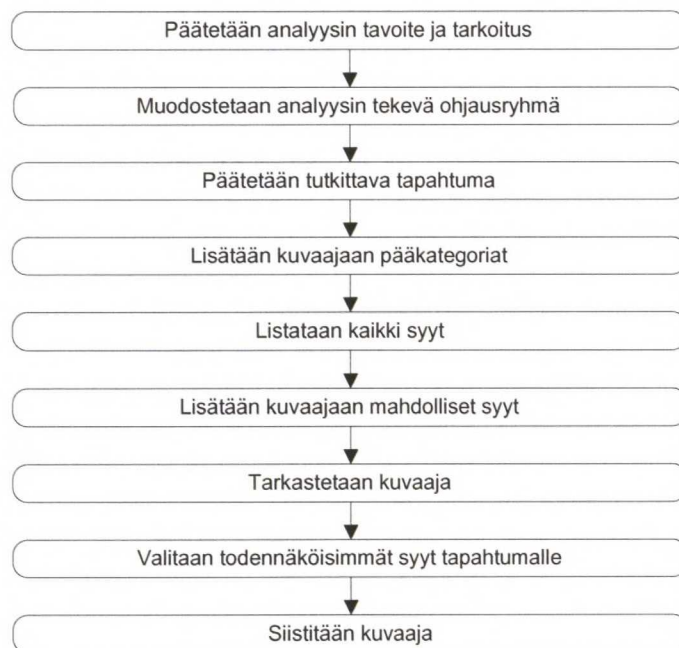 Päätetään analyysin tavoite ja tarkoitus
Muodostetaan analyysin tekevä ohjausryhmä
Päätetään tutkittava tapahtuma
Lisätään kuvaajaan pääkategoriat
Listataan kaikki syyt
Lisätään kuvaajaan mahdolliset syyt
Tarkastetaan kuvaaja
Valitaan todennäköisimmät syyt tapahtumalle
Siistitään kuvaaja